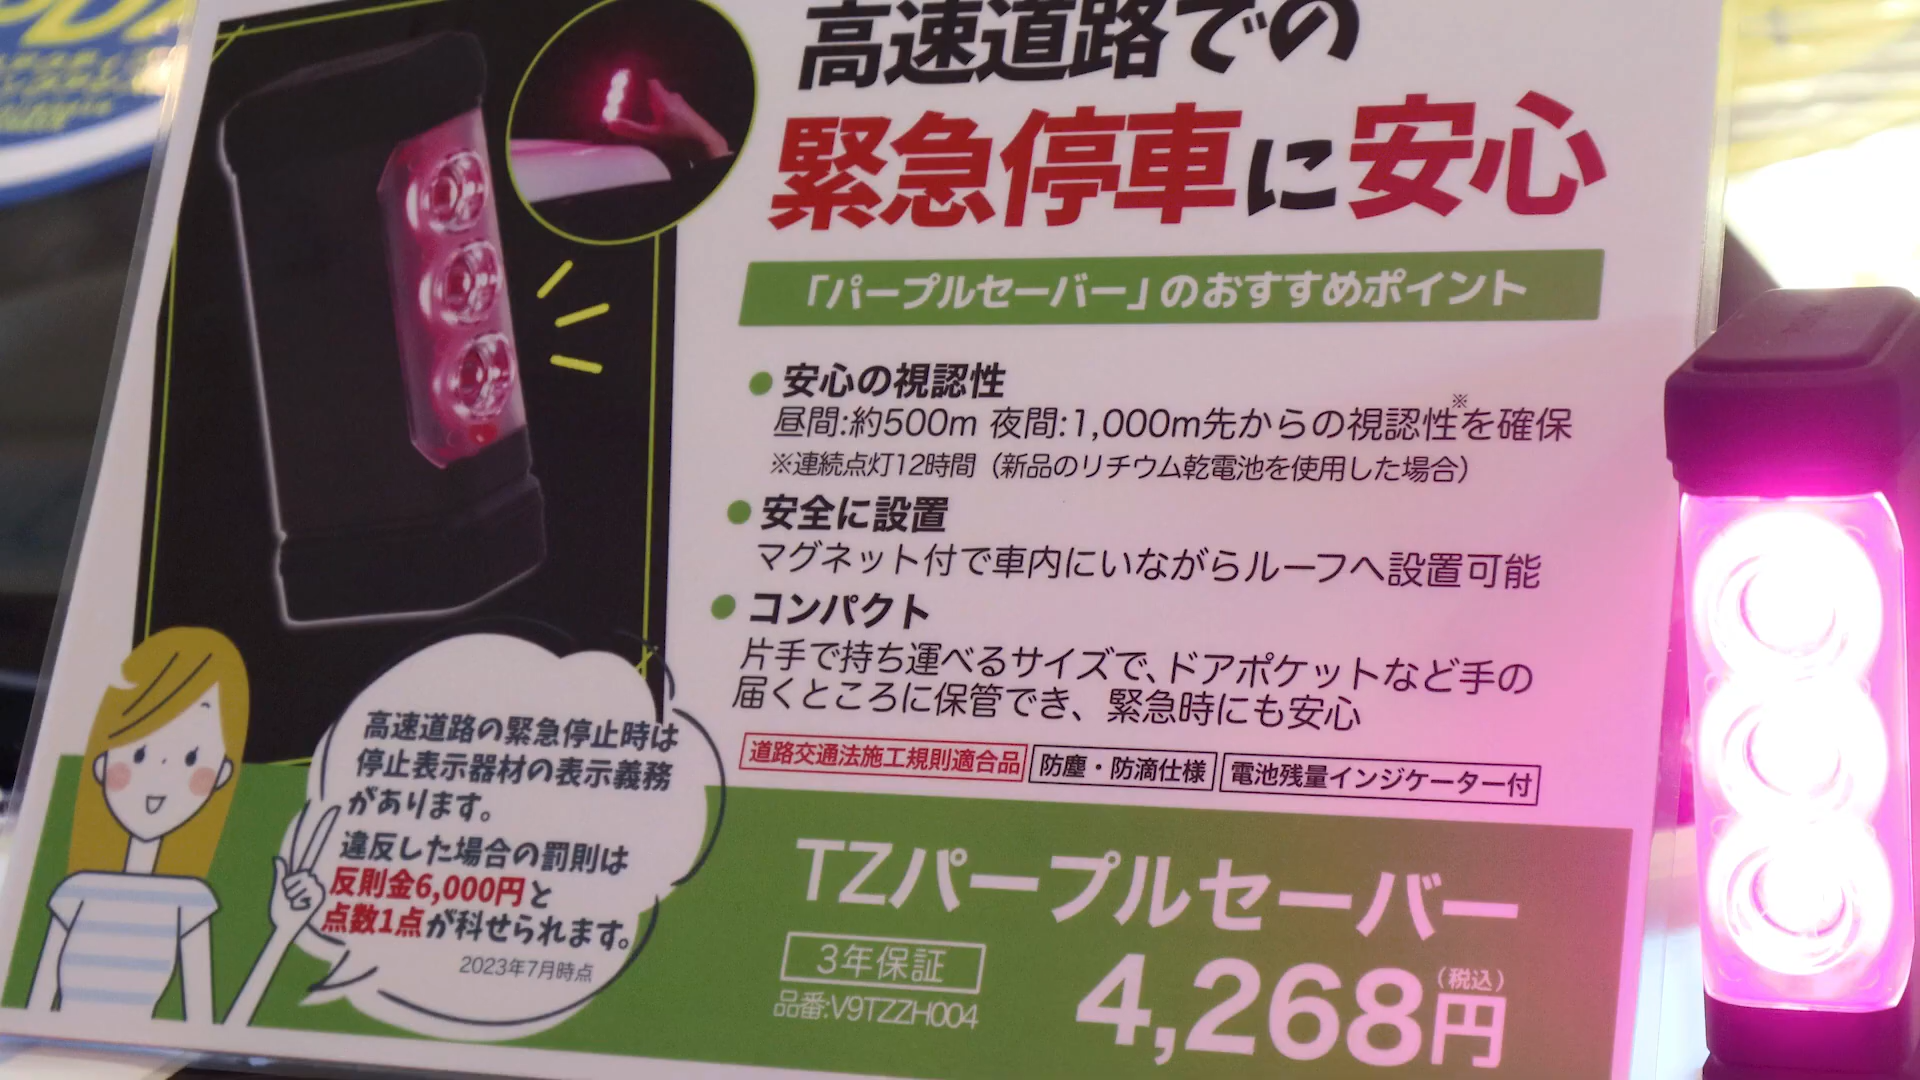 高速道路での
緊急停車に安心
「パープルセーバー」のおすすめポイント
●安心の視認性
昼間:約500m 夜間:1,000m先からの視認性※を確保
※連続点灯12時間（新品のリチウム乾電池を使用した場合）
●安全に設置
マグネット付で車内にいながらルーフへ設置可能
●コンパクト
片手で持ち運べるサイズで、ドアポケットなど手の
届くところに保管でき、緊急時にも安心
道路交通法施工規則適合品 防塵・防滴仕様 電池残量インジケーター付
高速道路の緊急停止時は
停止表示器材の表示義務
があります。
違反した場合の罰則は
反則金6,000円と
点数1点が科せられます。
2023年7月時点
TZパープルセーバー
3年保証
品番:V9TZZH004
4,268円（税込）